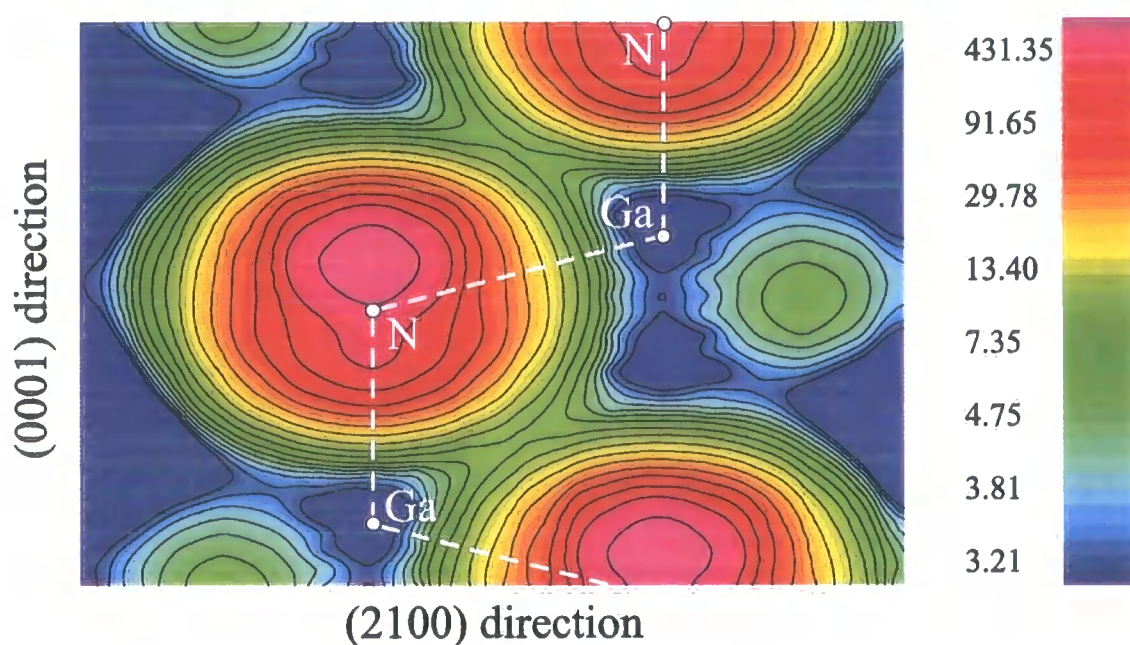 N
Ga
N
Ga
(0001) direction
(2100) direction
431.35
91.65
29.78
13.40
7.35
4.75
3.81
3.21